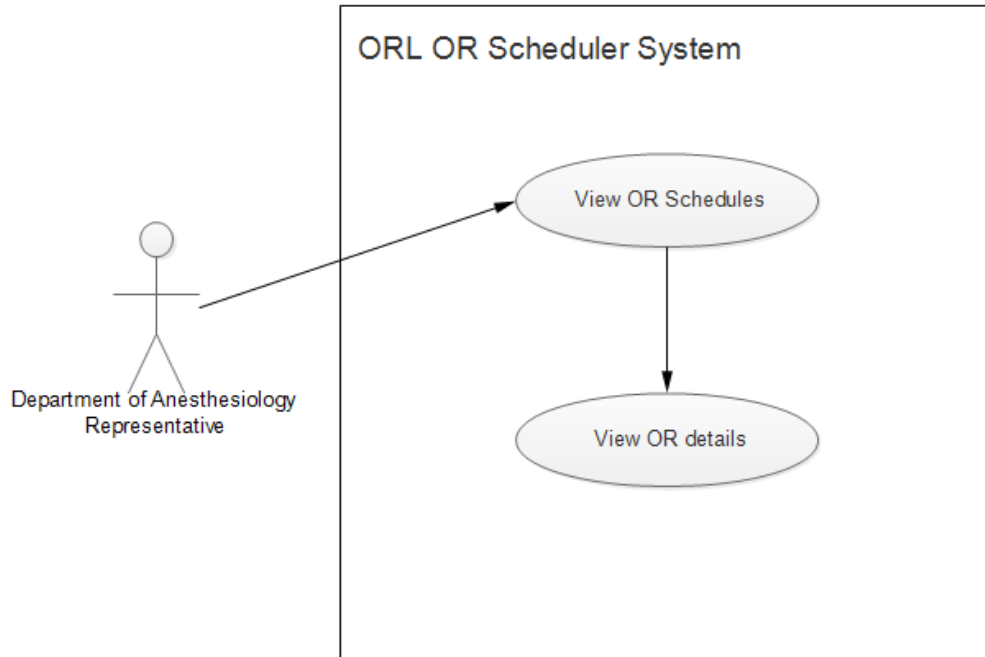 ORL OR Scheduler System
View OR Schedules
Department of Anesthesiology
Representative
View OR details